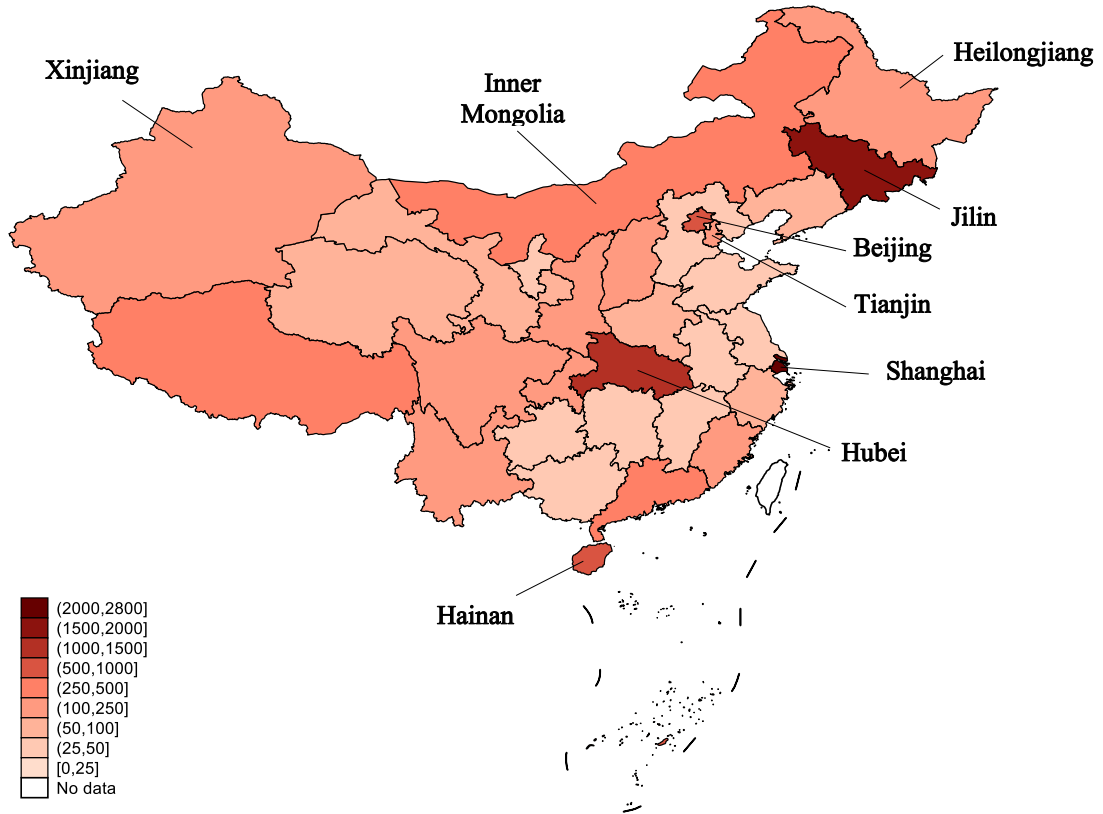 Heilongjiang
Xinjiang
Inner
Mongolia
Jilin
Beijing
Tianjin
Shanghai
Hubei
Hainan
(2000,2800]
(1500,2000]
(1000,1500]
(500,1000]
(250,500]
(100,250]
(50,100]
(25,50]
[0,25]
No data